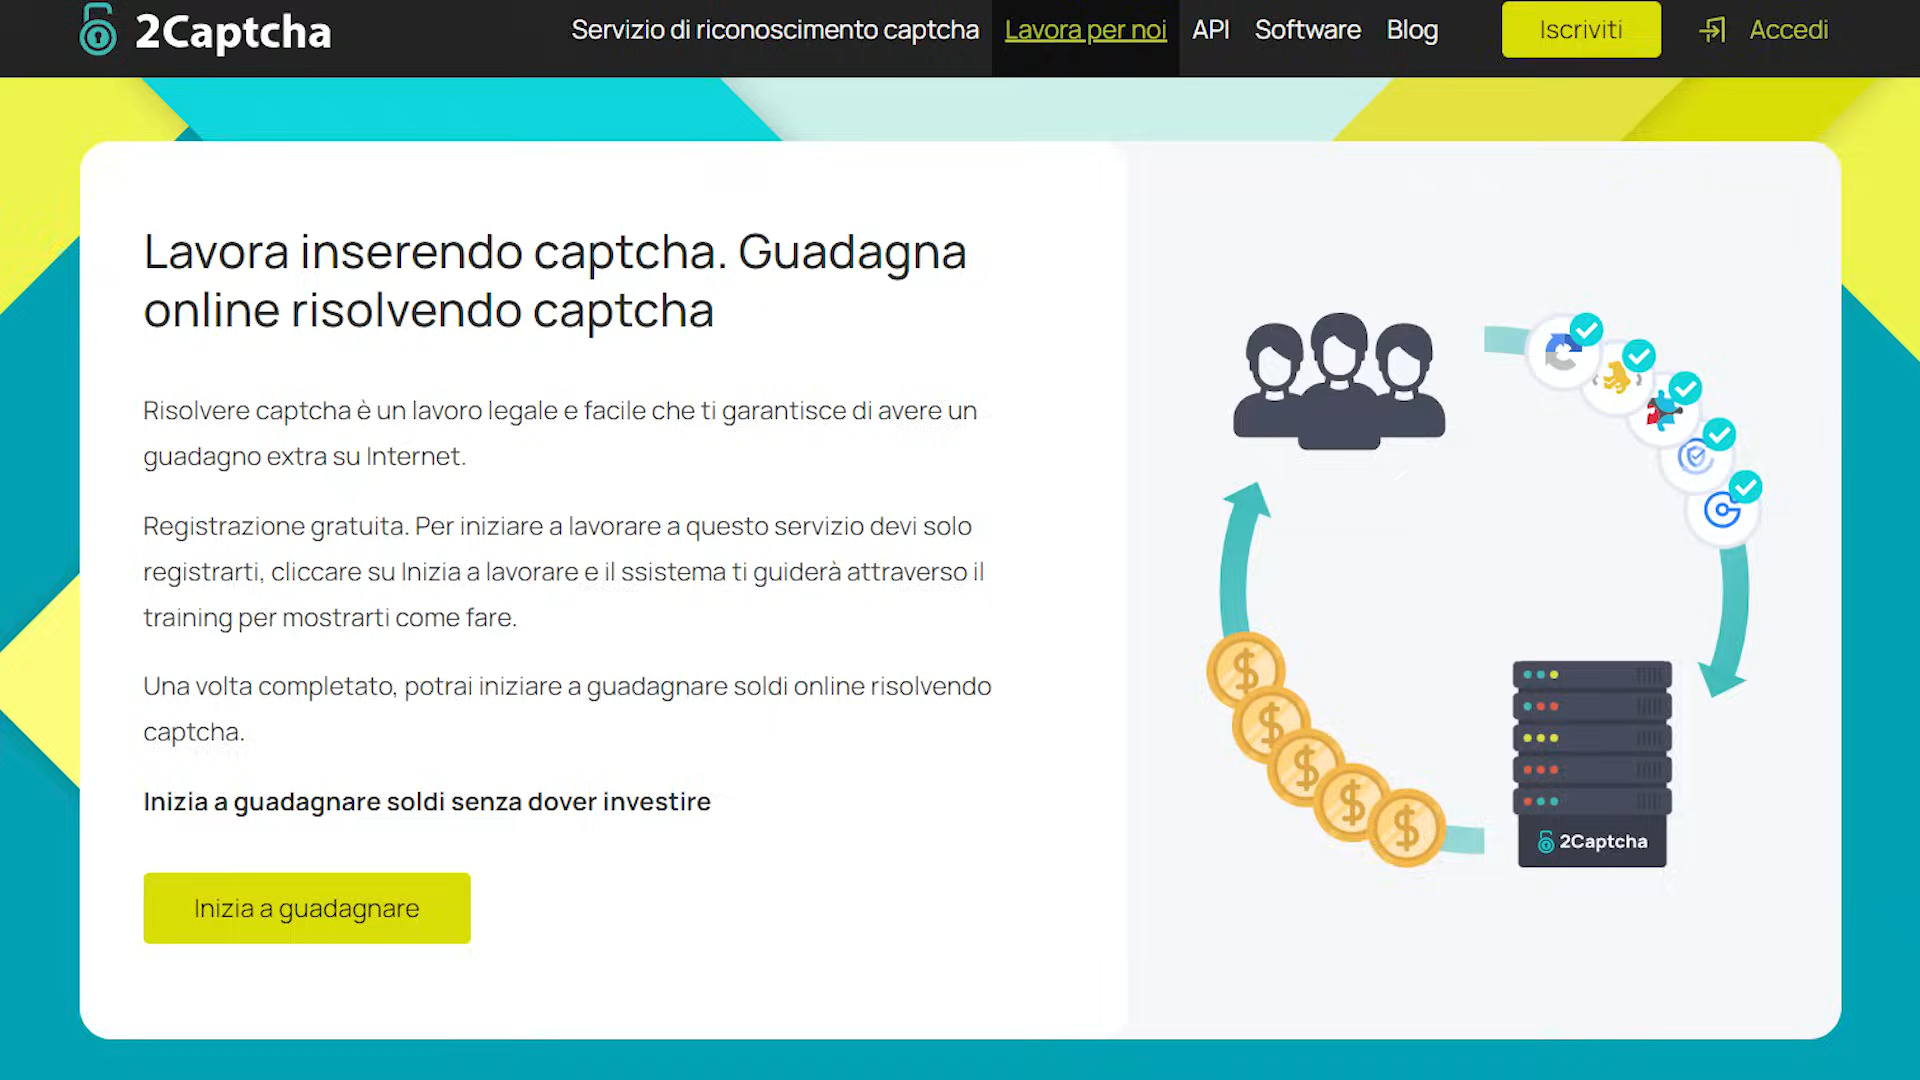 2Captcha
Servizio di riconoscimento captcha
Lavora per noi
API
Software
Blog
Iscriviti
Accedi
Lavora inserendo captcha. Guadagna
online risolvendo captcha
Risolvere captcha è un lavoro legale e facile che ti garantisce di avere un
guadagno extra su Internet.
Registrazione gratuita. Per iniziare a lavorare a questo servizio devi solo
registrarti, cliccare su Inizia a lavorare e il ssistema ti guiderà attraverso il
training per mostrarti come fare.
Una volta completato, potrai iniziare a guadagnare soldi online risolvendo
captcha.
Inizia a guadagnare soldi senza dover investire
Inizia a guadagnare
$
$
$
$
$
2Captcha